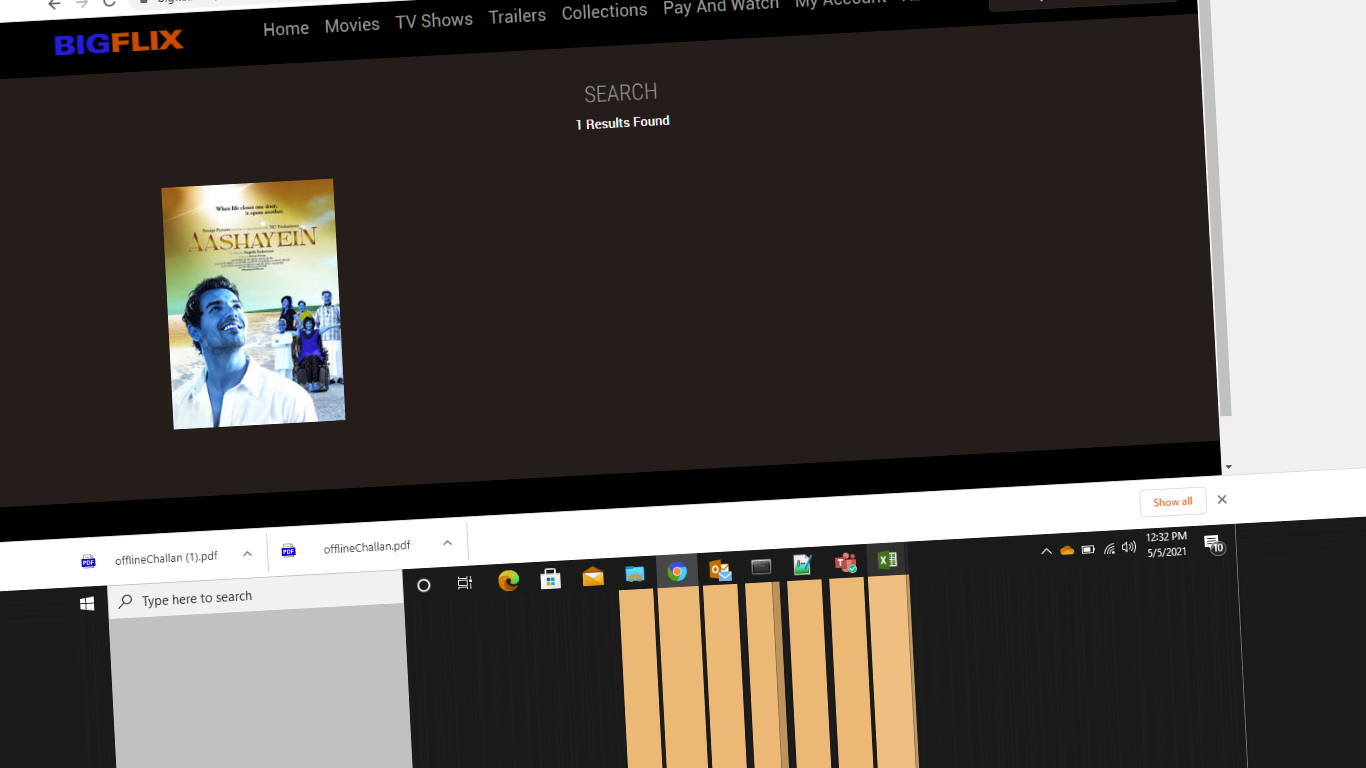 Home Movies TV Shows Trailers Collections Pay And Watch My Account
BIGFLIX
SEARCH
1 Results Found
When life closes one door,
it opens another.
AASHAYEIN
Show all
offlineChallan (1).pdf
offlineChallan.pdf
PDF
PDF
12:32 PM
5/5/2021
10
Type here to search